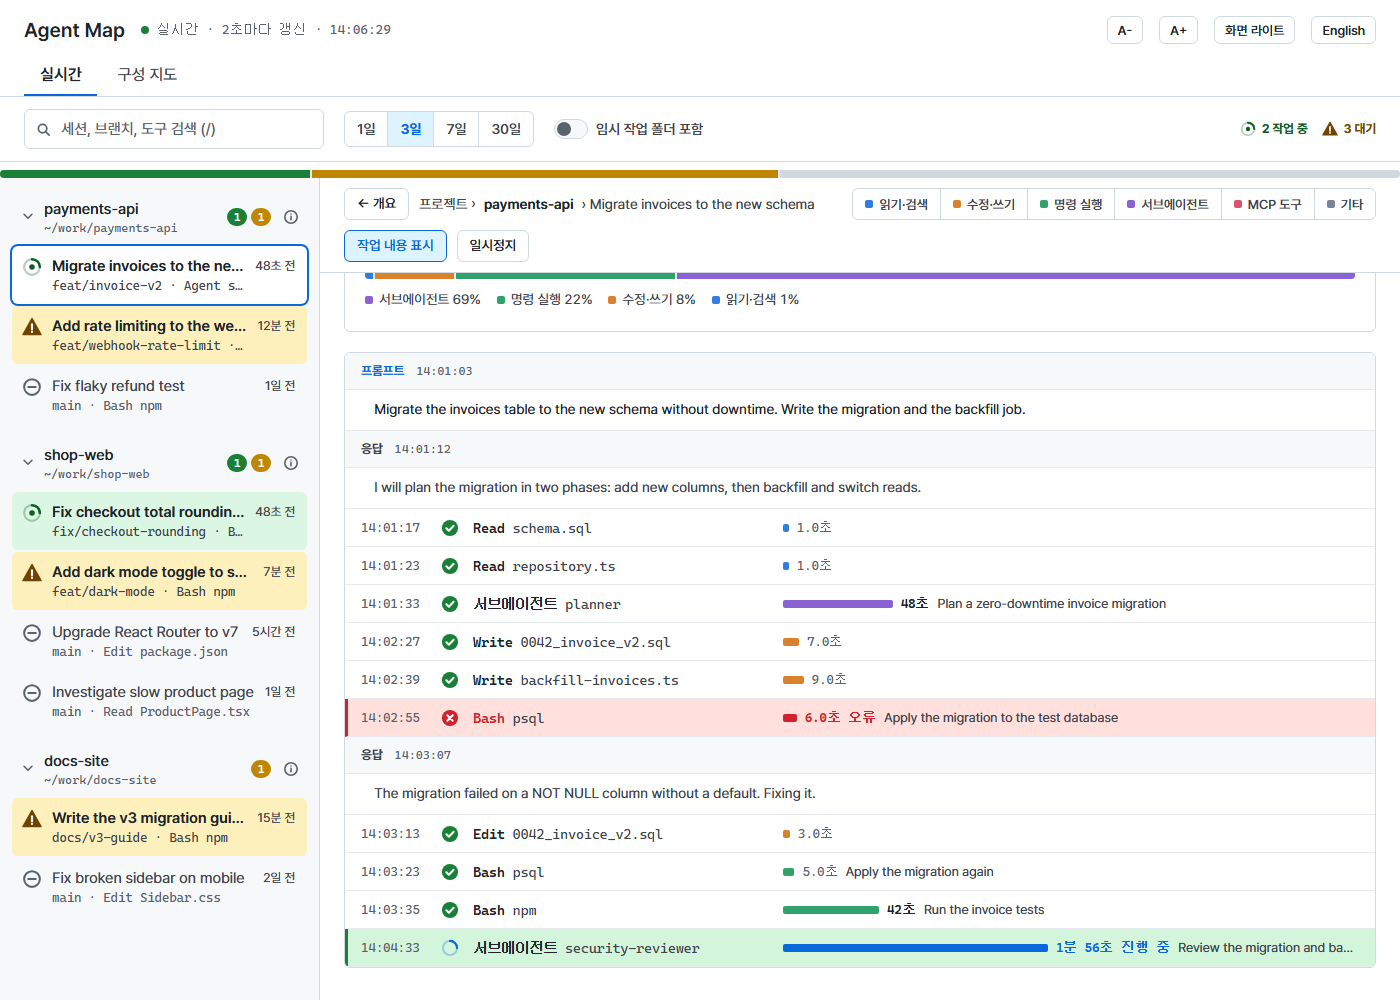 Agent Map 실시간 · 2초마다 갱신 · 14:06:29 A- A+ 화면 라이트 English
실시간 구성 지도
세션, 브랜치, 도구 검색 (/) 1일 3일 7일 30일 임시 작업 폴더 포함 2 작업 중 3 대기
payments-api 1 1
~/work/payments-api
Migrate invoices to the ne... 48초 전
feat/invoice-v2 · Agent s…
Add rate limiting to the we... 12분 전
feat/webhook-rate-limit ·…
Fix flaky refund test 1일 전
main · Bash npm
shop-web 1 1
~/work/shop-web
Fix checkout total roundin... 48초 전
fix/checkout-rounding · B…
Add dark mode toggle to s... 7분 전
feat/dark-mode · Bash npm
Upgrade React Router to v7 5시간 전
main · Edit package.json
Investigate slow product page 1일 전
main · Read ProductPage.tsx
docs-site 1
~/work/docs-site
Write the v3 migration gui... 15분 전
docs/v3-guide · Bash npm
Fix broken sidebar on mobile 2일 전
main · Edit Sidebar.css
← 개요 프로젝트 › payments-api › Migrate invoices to the new schema 읽기·검색 수정·쓰기 명령 실행 서브에이전트 MCP 도구 기타
작업 내용 표시 일시정지
서브에이전트 69% 명령 실행 22% 수정·쓰기 8% 읽기·검색 1%
프롬프트 14:01:03
Migrate the invoices table to the new schema without downtime. Write the migration and the backfill job.
응답 14:01:12
I will plan the migration in two phases: add new columns, then backfill and switch reads.
14:01:17 Read schema.sql 1.0초
14:01:23 Read repository.ts 1.0초
14:01:33 서브에이전트 planner 48초 Plan a zero-downtime invoice migration
14:02:27 Write 0042_invoice_v2.sql 7.0초
14:02:39 Write backfill-invoices.ts 9.0초
14:02:55 Bash psql 6.0초 오류 Apply the migration to the test database
응답 14:03:07
The migration failed on a NOT NULL column without a default. Fixing it.
14:03:13 Edit 0042_invoice_v2.sql 3.0초
14:03:23 Bash psql 5.0초 Apply the migration again
14:03:35 Bash npm 42초 Run the invoice tests
14:04:33 서브에이전트 security-reviewer 1분 56초 진행 중 Review the migration and ba...